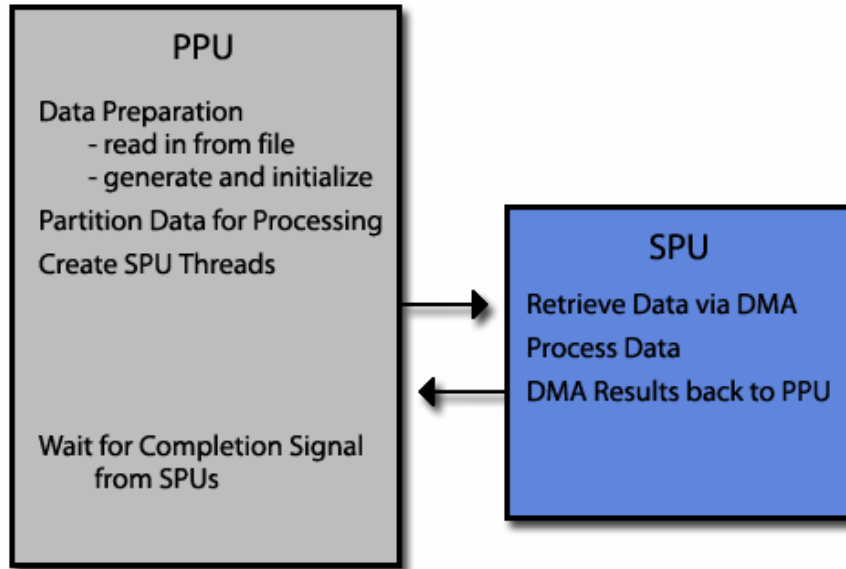 PPU
Data Preparation
- read in from file
- generate and initialize
Partition Data for Processing
Create SPU Threads
Wait for Completion Signal
from SPUs
SPU
Retrieve Data via DMA
Process Data
DMA Results back to PPU